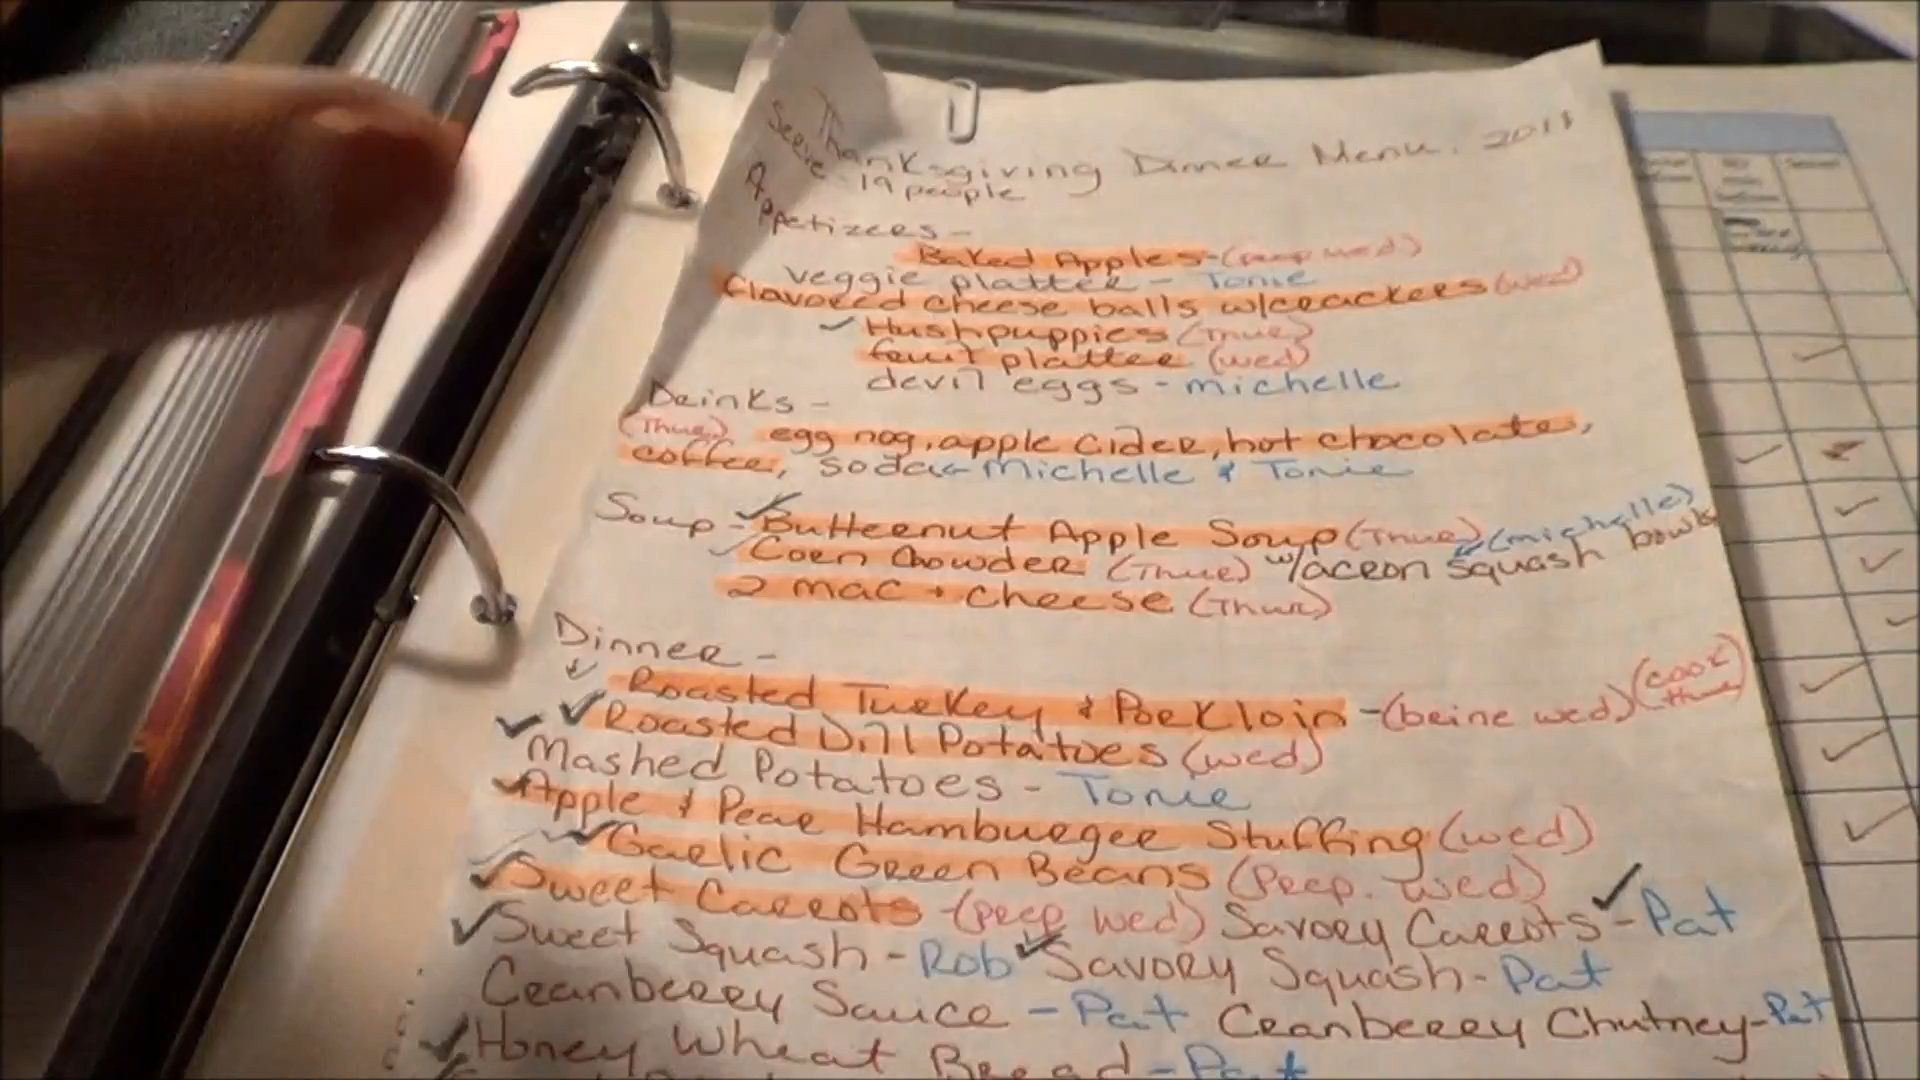 Thanksgiving Dinner Menu. 2011
Serve - 19 people
Appetizers -
Baked Apples - (prep wed)
veggie platter - Tonie
flavored cheese balls w/crackers (wed)
✓ Hushpuppies (Thur)
fruit platter (wed)
devil eggs - michelle
Drinks -
(Thur) egg nog, apple cider, hot chocolate,
coffee, soda - Michelle & Tonie
Soup - ✓ Butternut Apple Soup (Thur) (michelle)
✓ Corn Chowder (Thur) w/acron squash bowls
2 mac + cheese (Thur)
Dinner -
✓ Roasted Turkey & Porkloin - (brine wed) (cook thur)
✓ ✓ Roasted Dill Potatoes (wed)
Mashed Potatoes - Tonie
✓ Apple & Pear Hamburger Stuffing (wed)
✓ Garlic Green Beans (Prep. wed)
✓ Sweet Carrots - (prep wed) Savory Carrots ✓ - Pat
✓ Sweet Squash - Rob ✓ Savory Squash - Pat
Cranberry Sauce - Pat Cranberry Chutney - Pat
✓ Honey Wheat Bread - Pat